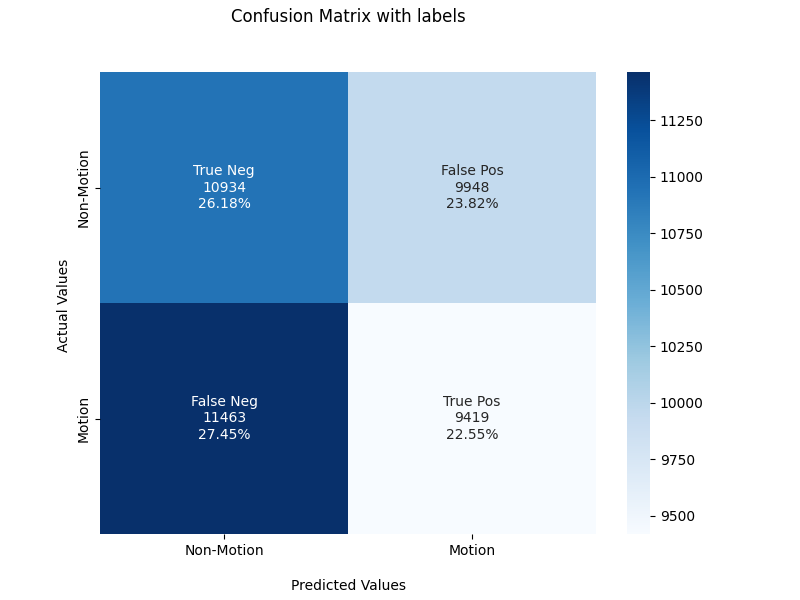 Confusion Matrix with labels
True Neg
10934
26.18%
False Pos
9948
23.82%
False Neg
11463
27.45%
True Pos
9419
22.55%
Non-Motion
Motion
Actual Values
Non-Motion
Motion
Predicted Values
11250
11000
10750
10500
10250
10000
9750
9500